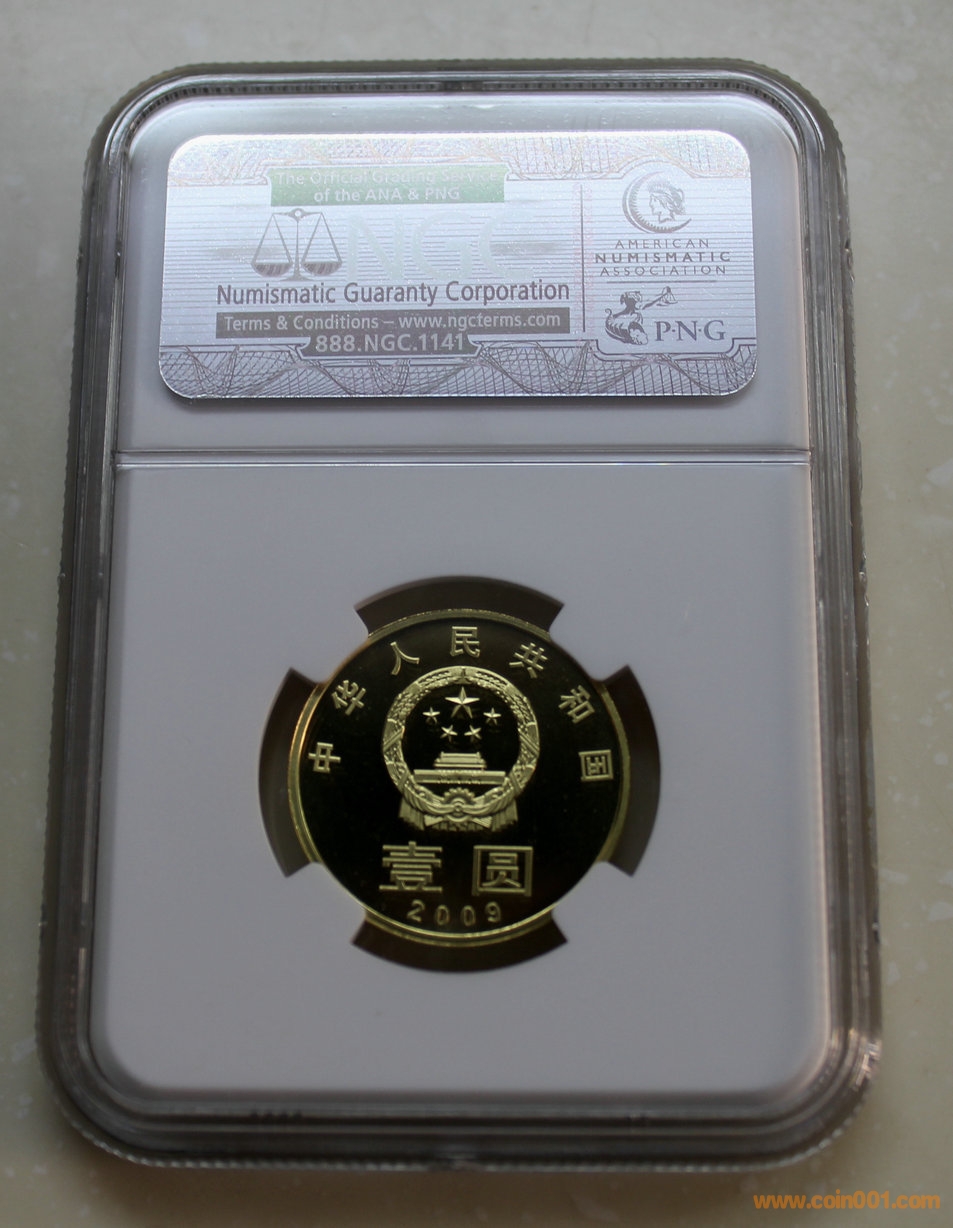 The Official Grading Service
of the ANA & PNG
NGC
Numismatic Guaranty Corporation
Terms & Conditions – www.ngcterms.com
888.NGC.1141
AMERICAN
NUMISMATIC
ASSOCIATION
P·N·G
中华人民共和国
壹圆
2009
www.coin001.com